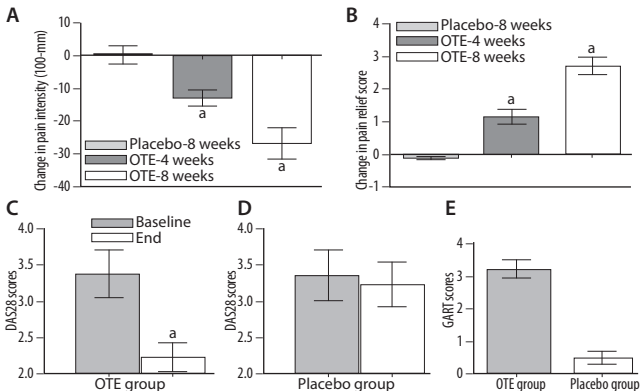 A
Change in pain intensity (100-mm)
10
0
-10
-20
-30
-40
a
a
Placebo-8 weeks
OTE-4 weeks
OTE-8 weeks
B
Change in pain relief score
4
3
2
1
0
-1
Placebo-8 weeks
OTE-4 weeks
OTE-8 weeks
a
a
C
DAS28 scores
4.0
3.5
3.0
2.5
2.0
Baseline
End
a
OTE group
D
DAS28 scores
4.0
3.5
3.0
2.5
2.0
Placebo group
E
GART scores
4
3
2
1
0
OTE group
Placebo group